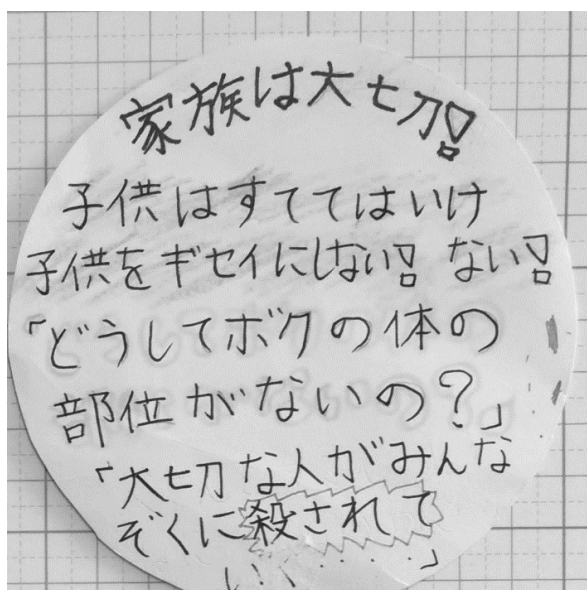 家族は大切!
子供はすててはいけ
子供をギセイにしない! ない!
「どうしてボクの体の
部位がないの?」
「大切な人がみんな
ぞくに殺されて
い.......」